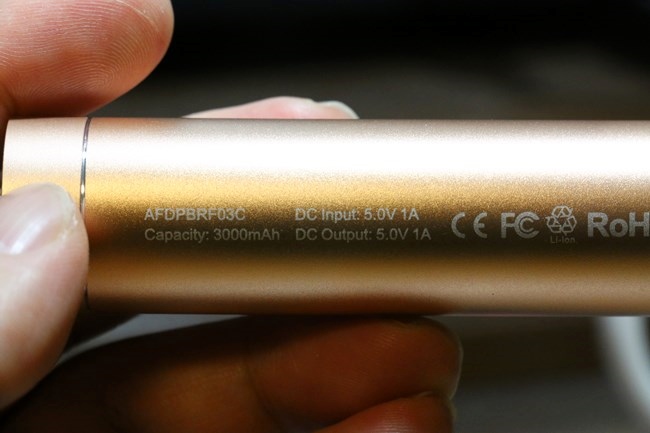 AFDPBRF03C DC Input: 5.0V 1A
Capacity: 3000mAh DC Output: 5.0V 1A
CE FC RoH
Li-Ion